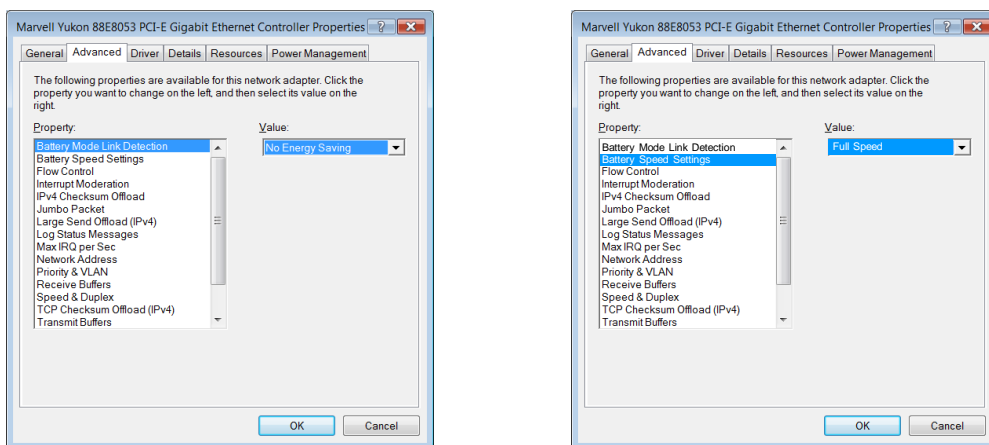 Marvell Yukon 88E8053 PCI-E Gigabit Ethernet Controller Properties
General Advanced Driver Details Resources Power Management
The following properties are available for this network adapter. Click the
property you want to change on the left, and then select its value on the
right.
Property:
Value:
Battery Mode Link Detection
No Energy Saving
Battery Speed Settings
Flow Control
Interrupt Moderation
IPv4 Checksum Offload
Jumbo Packet
Large Send Offload (IPv4)
Log Status Messages
Max IRQ per Sec
Network Address
Priority & VLAN
Receive Buffers
Speed & Duplex
TCP Checksum Offload (IPv4)
Transmit Buffers
OK Cancel
Marvell Yukon 88E8053 PCI-E Gigabit Ethernet Controller Properties
General Advanced Driver Details Resources Power Management
The following properties are available for this network adapter. Click the
property you want to change on the left, and then select its value on the
right.
Property:
Value:
Battery Mode Link Detection
Full Speed
Battery Speed Settings
Flow Control
Interrupt Moderation
IPv4 Checksum Offload
Jumbo Packet
Large Send Offload (IPv4)
Log Status Messages
Max IRQ per Sec
Network Address
Priority & VLAN
Receive Buffers
Speed & Duplex
TCP Checksum Offload (IPv4)
Transmit Buffers
OK Cancel